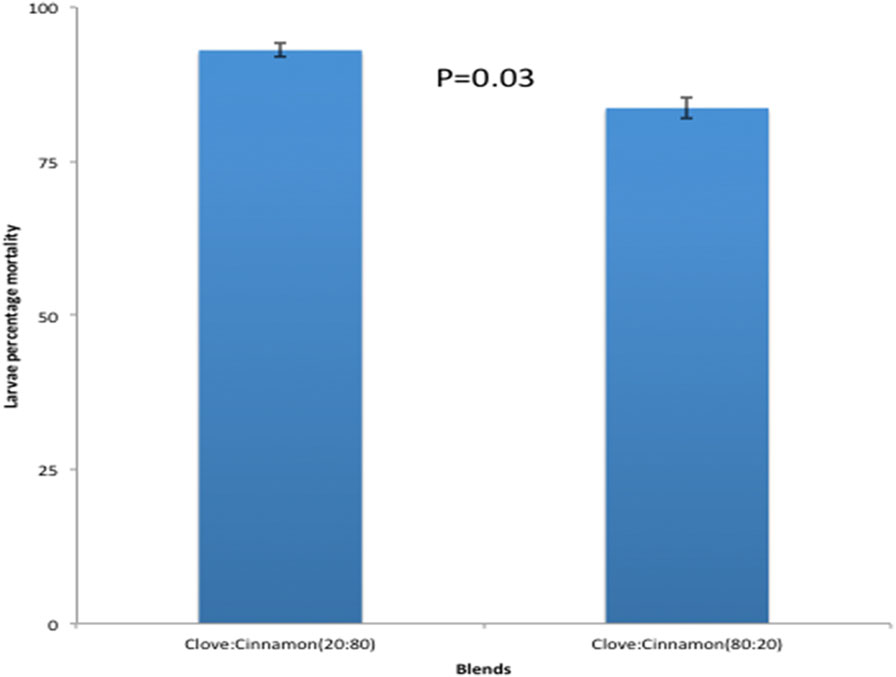 100
P=0.03
75
50
25
0
Larvae percentage mortality
Clove:Cinnamon(20:80)
Clove:Cinnamon(80:20)
Blends